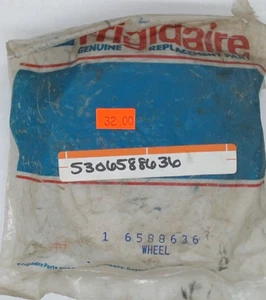 Frigidaire
GENUINE REPLACEMENT PART
32.00
5306588636
1 6588636
WHEEL